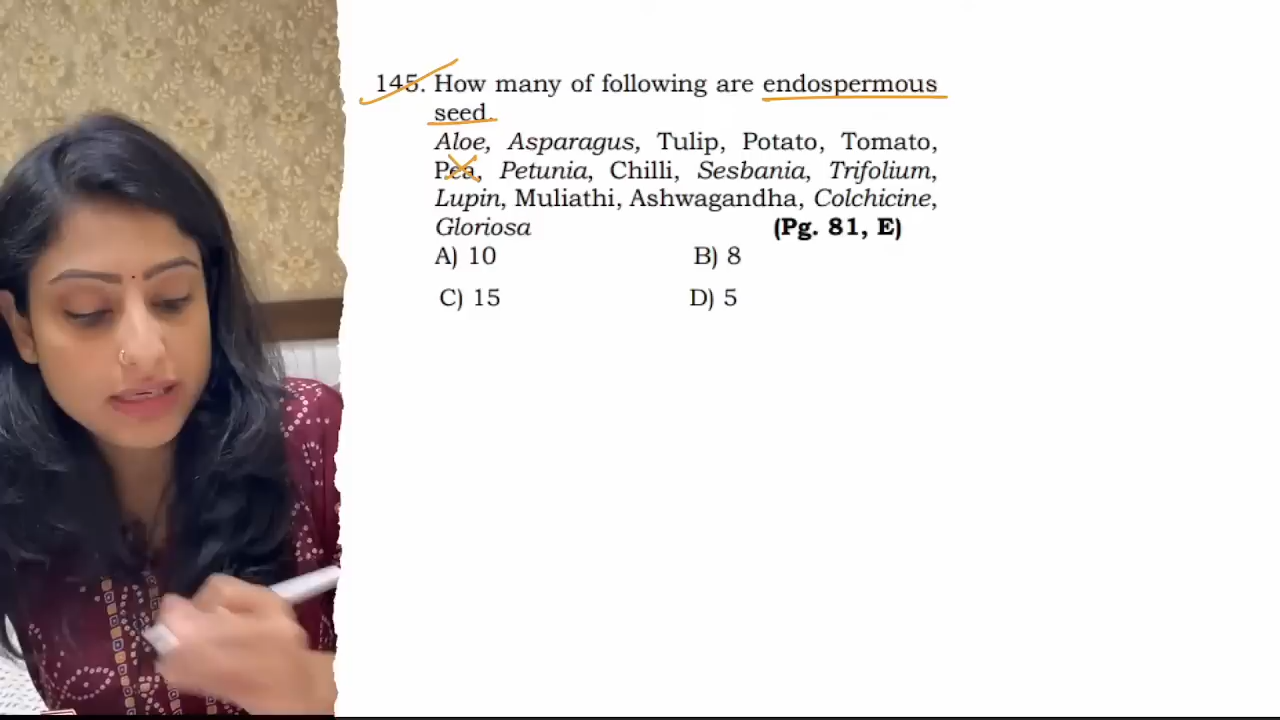 145. How many of following are endospermous
seed.
Aloe, Asparagus, Tulip, Potato, Tomato,
Pea, Petunia, Chilli, Sesbania, Trifolium,
Lupin, Muliathi, Ashwagandha, Colchicine,
Gloriosa (Pg. 81, E)
A) 10 B) 8
C) 15 D) 5